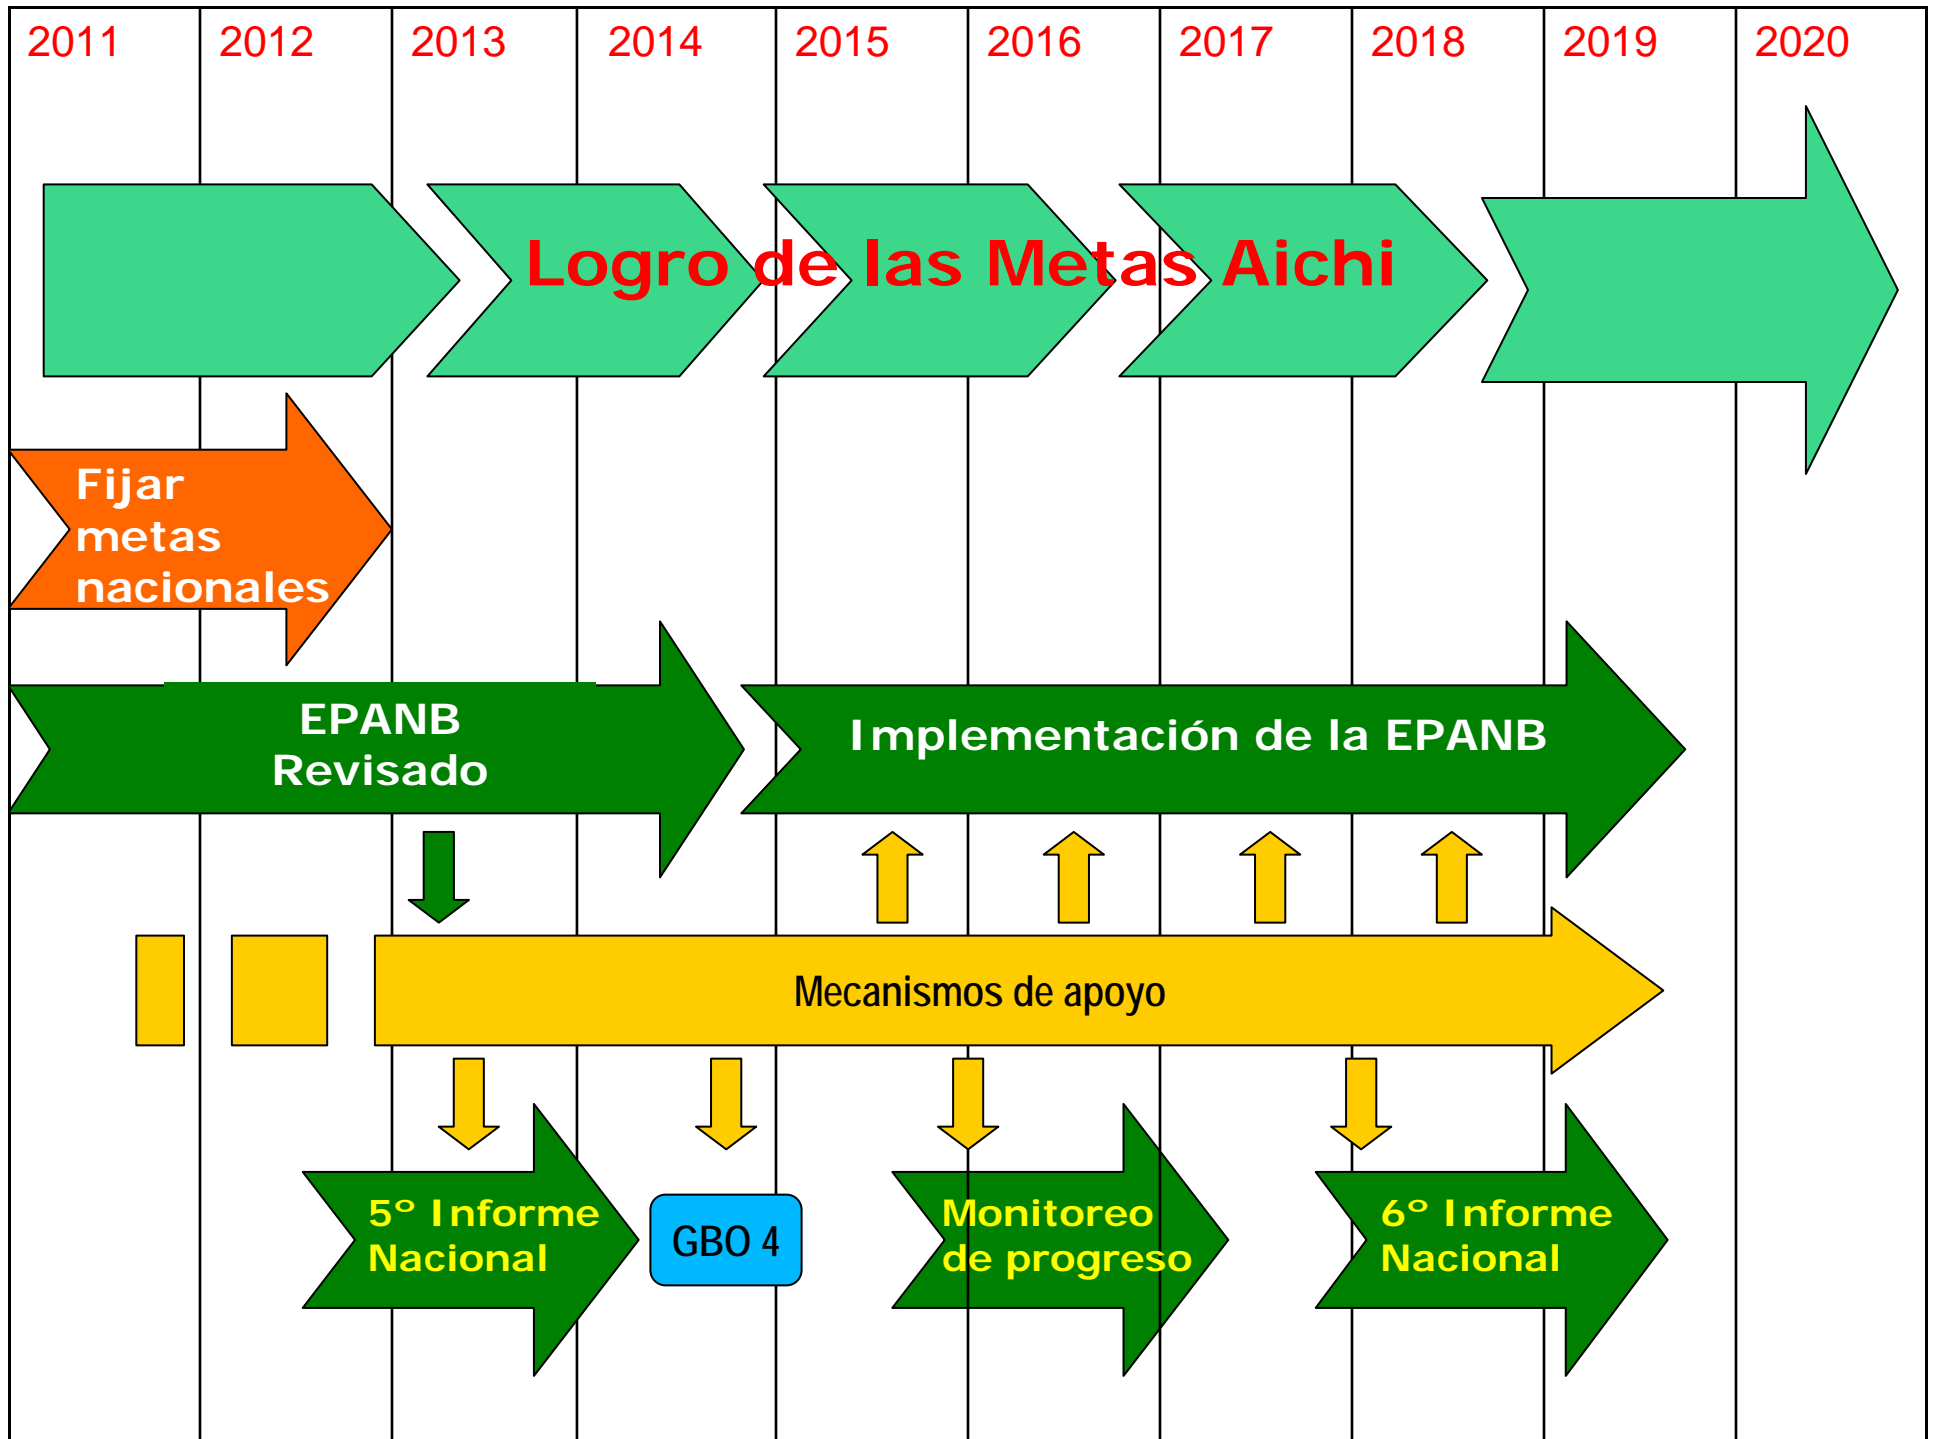 2011 2012 2013 2014 2015 2016 2017 2018 2019 2020
Logro de las Metas Aichi
Fijar
metas
nacionales
EPANB
Revisado
Implementación de la EPANB
Mecanismos de apoyo
5º Informe
Nacional
GBO 4
Monitoreo
de progreso
6º Informe
Nacional